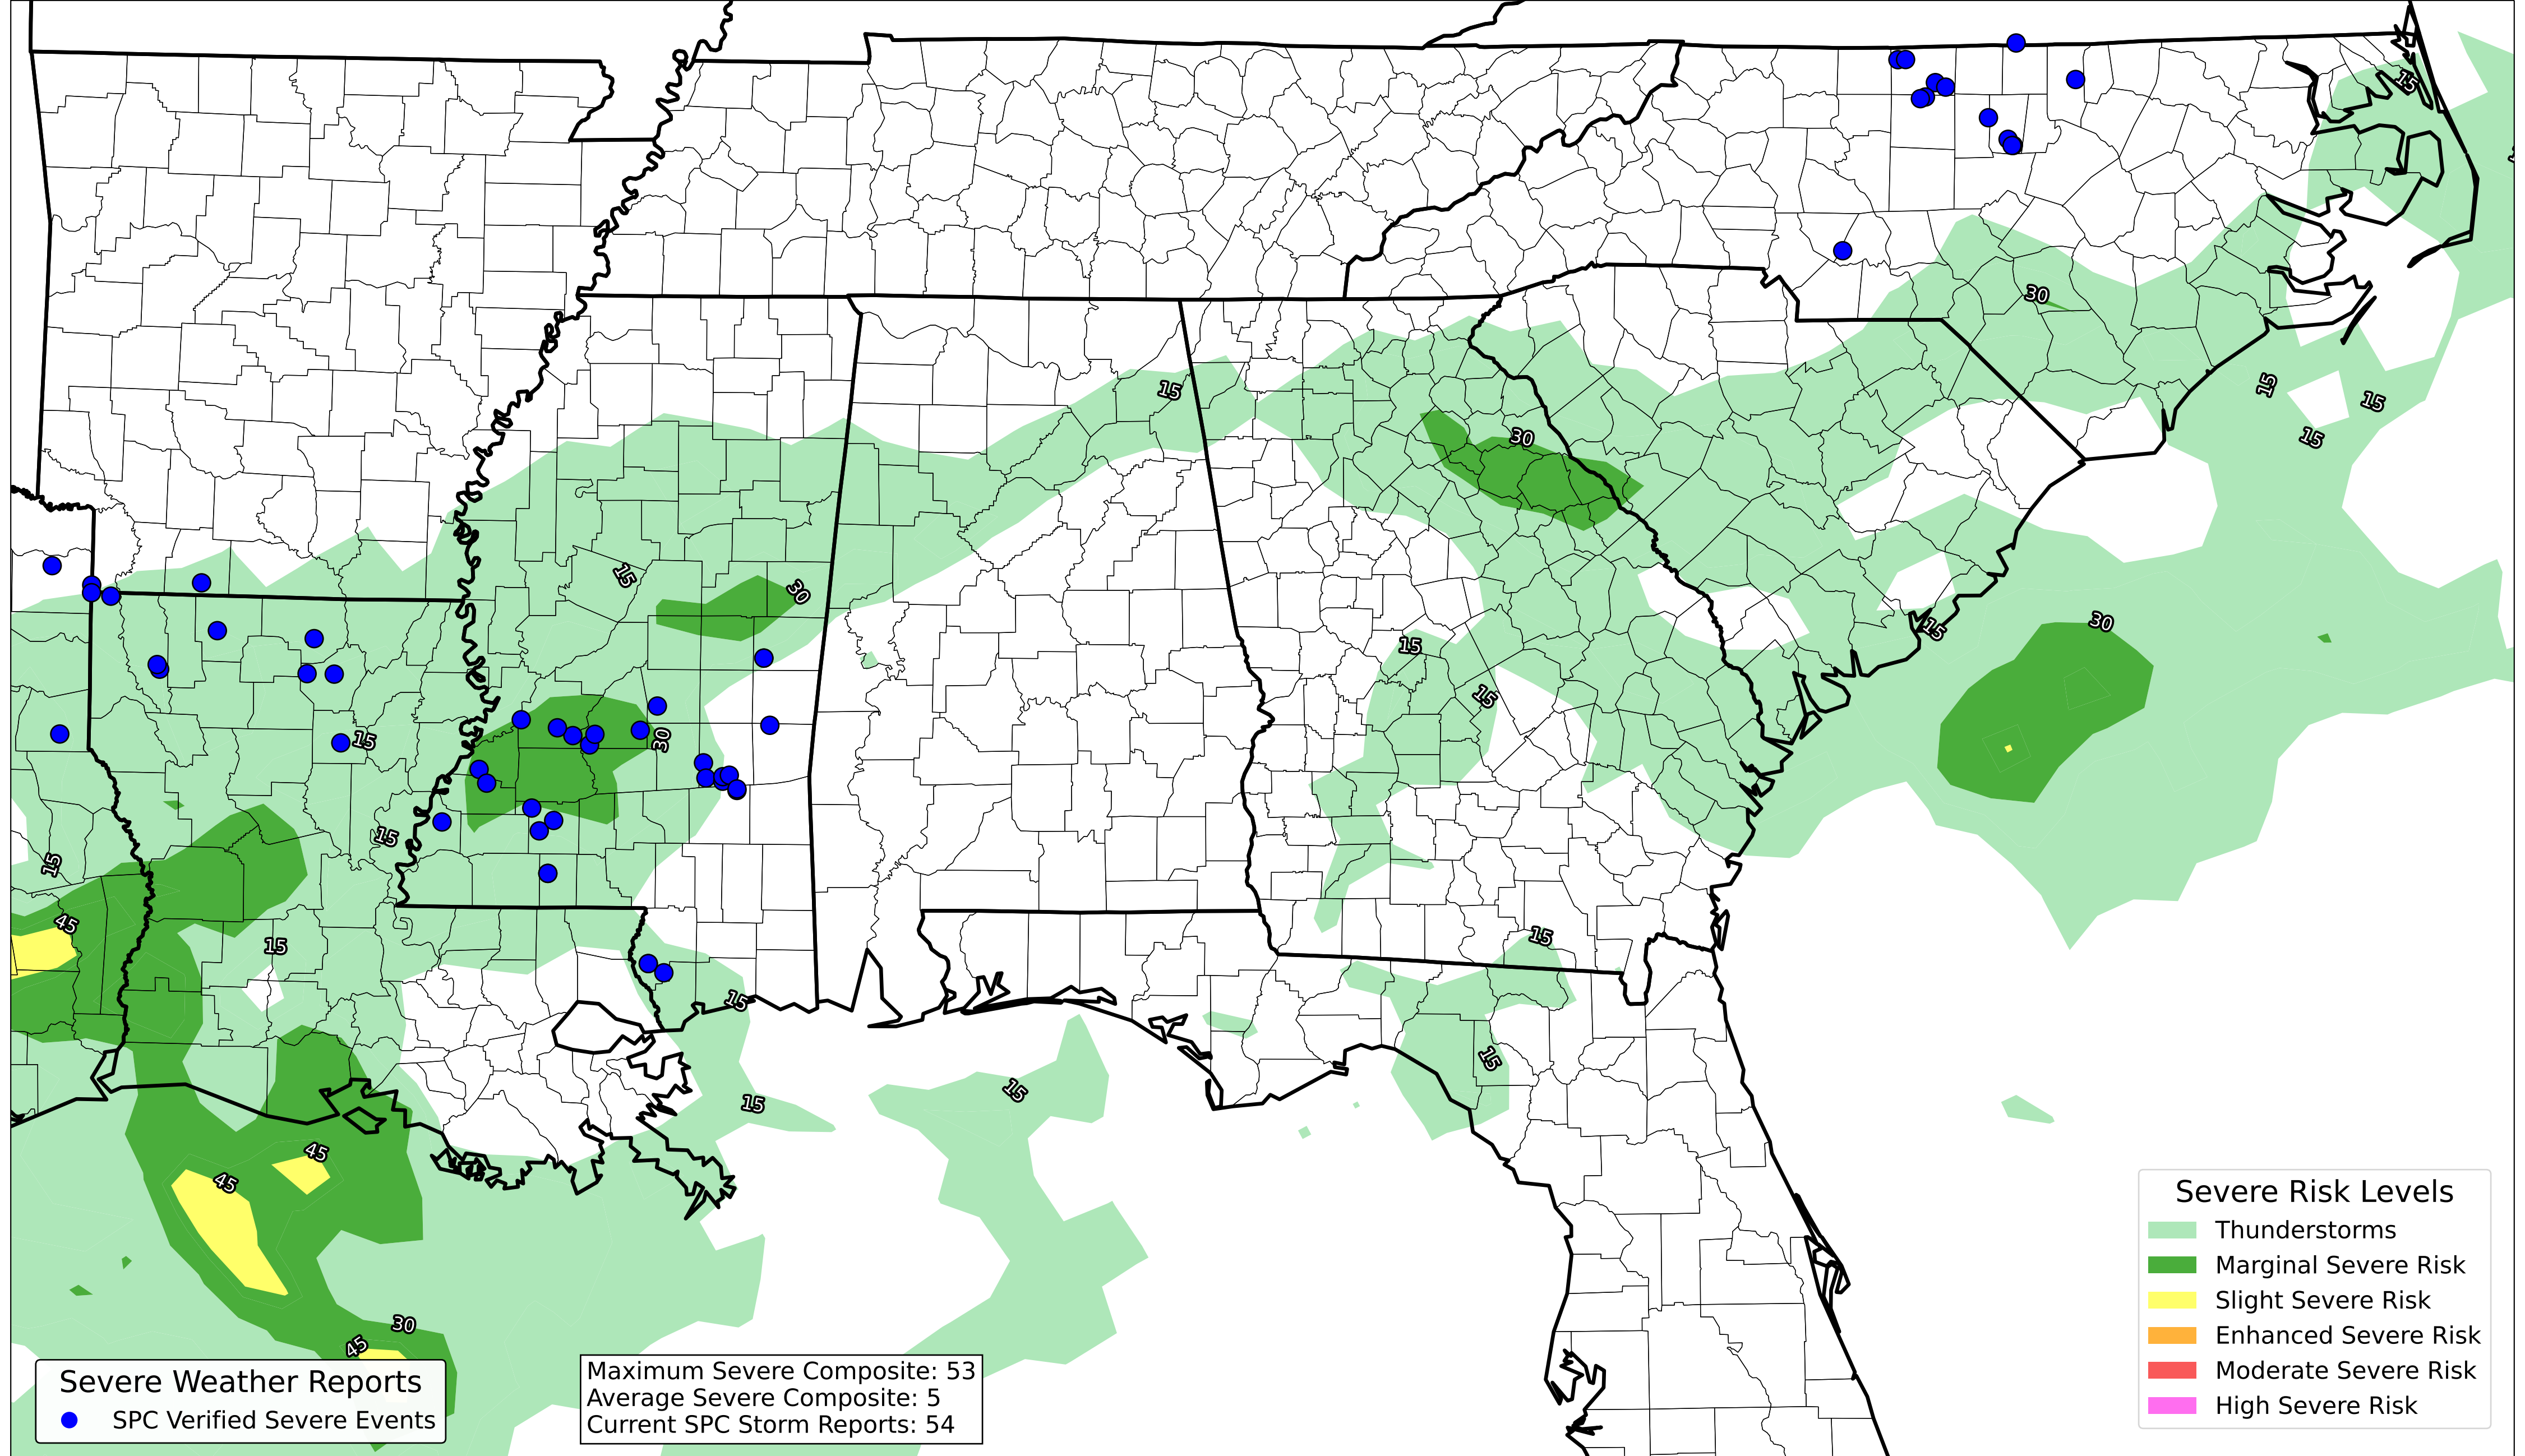 15
30
15
15
15
15
30
15
30
15
30
15
15
15
30
15
15
15
45
15
15
15
15
15
15
45
45
30
45
Severe Weather Reports
SPC Verified Severe Events
Maximum Severe Composite: 53
Average Severe Composite: 5
Current SPC Storm Reports: 54
Severe Risk Levels
Thunderstorms
Marginal Severe Risk
Slight Severe Risk
Enhanced Severe Risk
Moderate Severe Risk
High Severe Risk